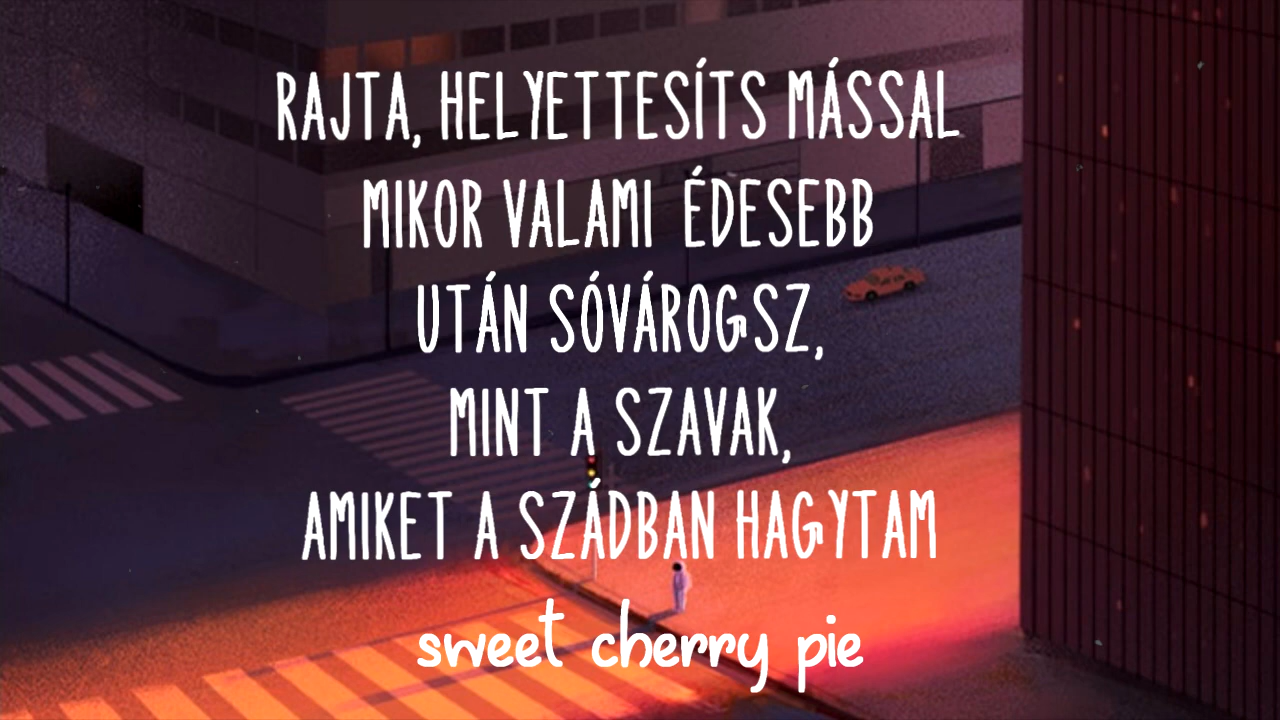 RAJTA, HELYETTESÍTS MÁSSAL
MIKOR VALAMI ÉDESEBB
UTÁN SÓVÁROGSZ,
MINT A SZAVAK,
AMIKET A SZÁDBAN HAGYTAM
sweet cherry pie